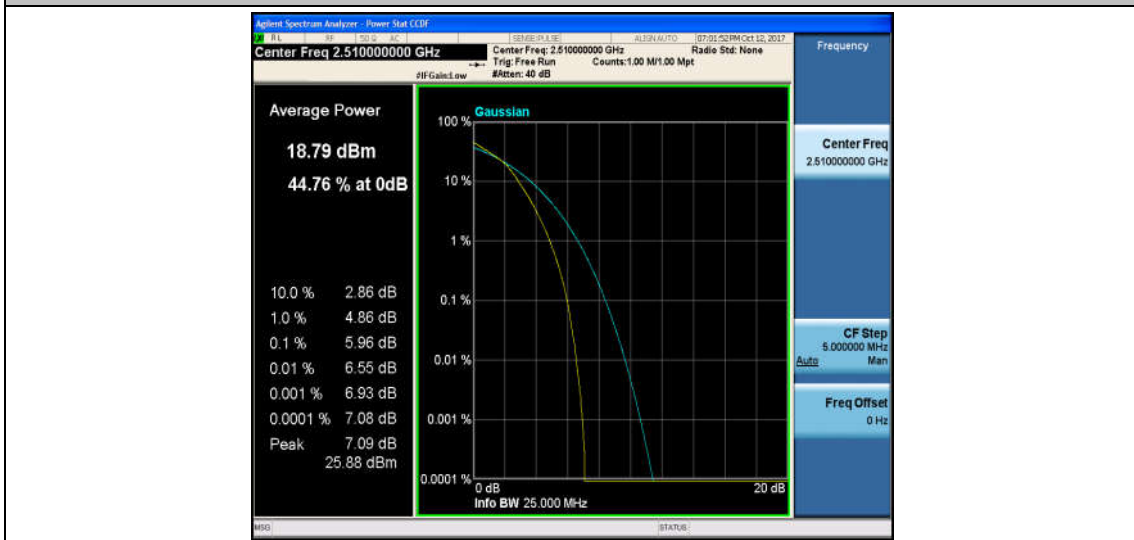 Agilent Spectrum Analyzer - Power Stat CCDF
RL RF 50 Ω AC SENSE:PULSE ALIGN AUTO 07:01:52 PM Oct 12, 2017
Center Freq 2.510000000 GHz
Center Freq: 2.510000000 GHz Radio Std: None
Trig: Free Run Counts:1.00 M/1.00 Mpt
#IFGain:Low #Atten: 40 dB
Frequency
Average Power
18.79 dBm
44.76 % at 0dB
10.0 % 2.86 dB
1.0 % 4.86 dB
0.1 % 5.96 dB
0.01 % 6.55 dB
0.001 % 6.93 dB
0.0001 % 7.08 dB
Peak 7.09 dB
25.88 dBm
Gaussian
100 %
10 %
1 %
0.1 %
0.01 %
0.001 %
0.0001 %
0 dB 20 dB
Info BW 25.000 MHz
Center Freq
2.510000000 GHz
CF Step
5.000000 MHz
Auto Man
Freq Offset
0 Hz
MSG STATUS